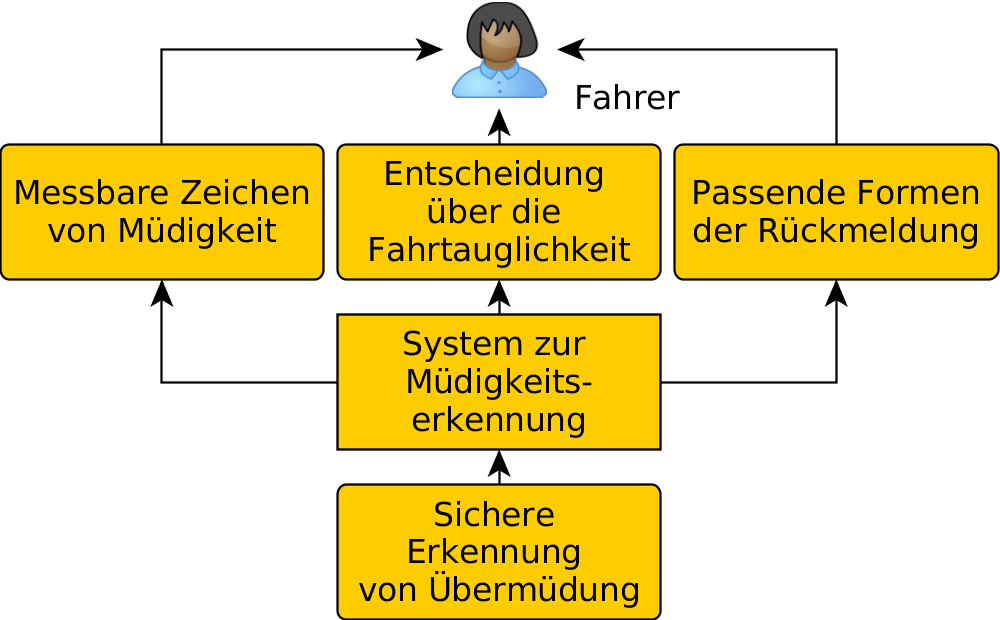 Fahrer
Messbare Zeichen
von Müdigkeit
Entscheidung
über die
Fahrtauglichkeit
Passende Formen
der Rückmeldung
System zur
Müdigkeits-
erkennung
Sichere
Erkennung
von Übermüdung